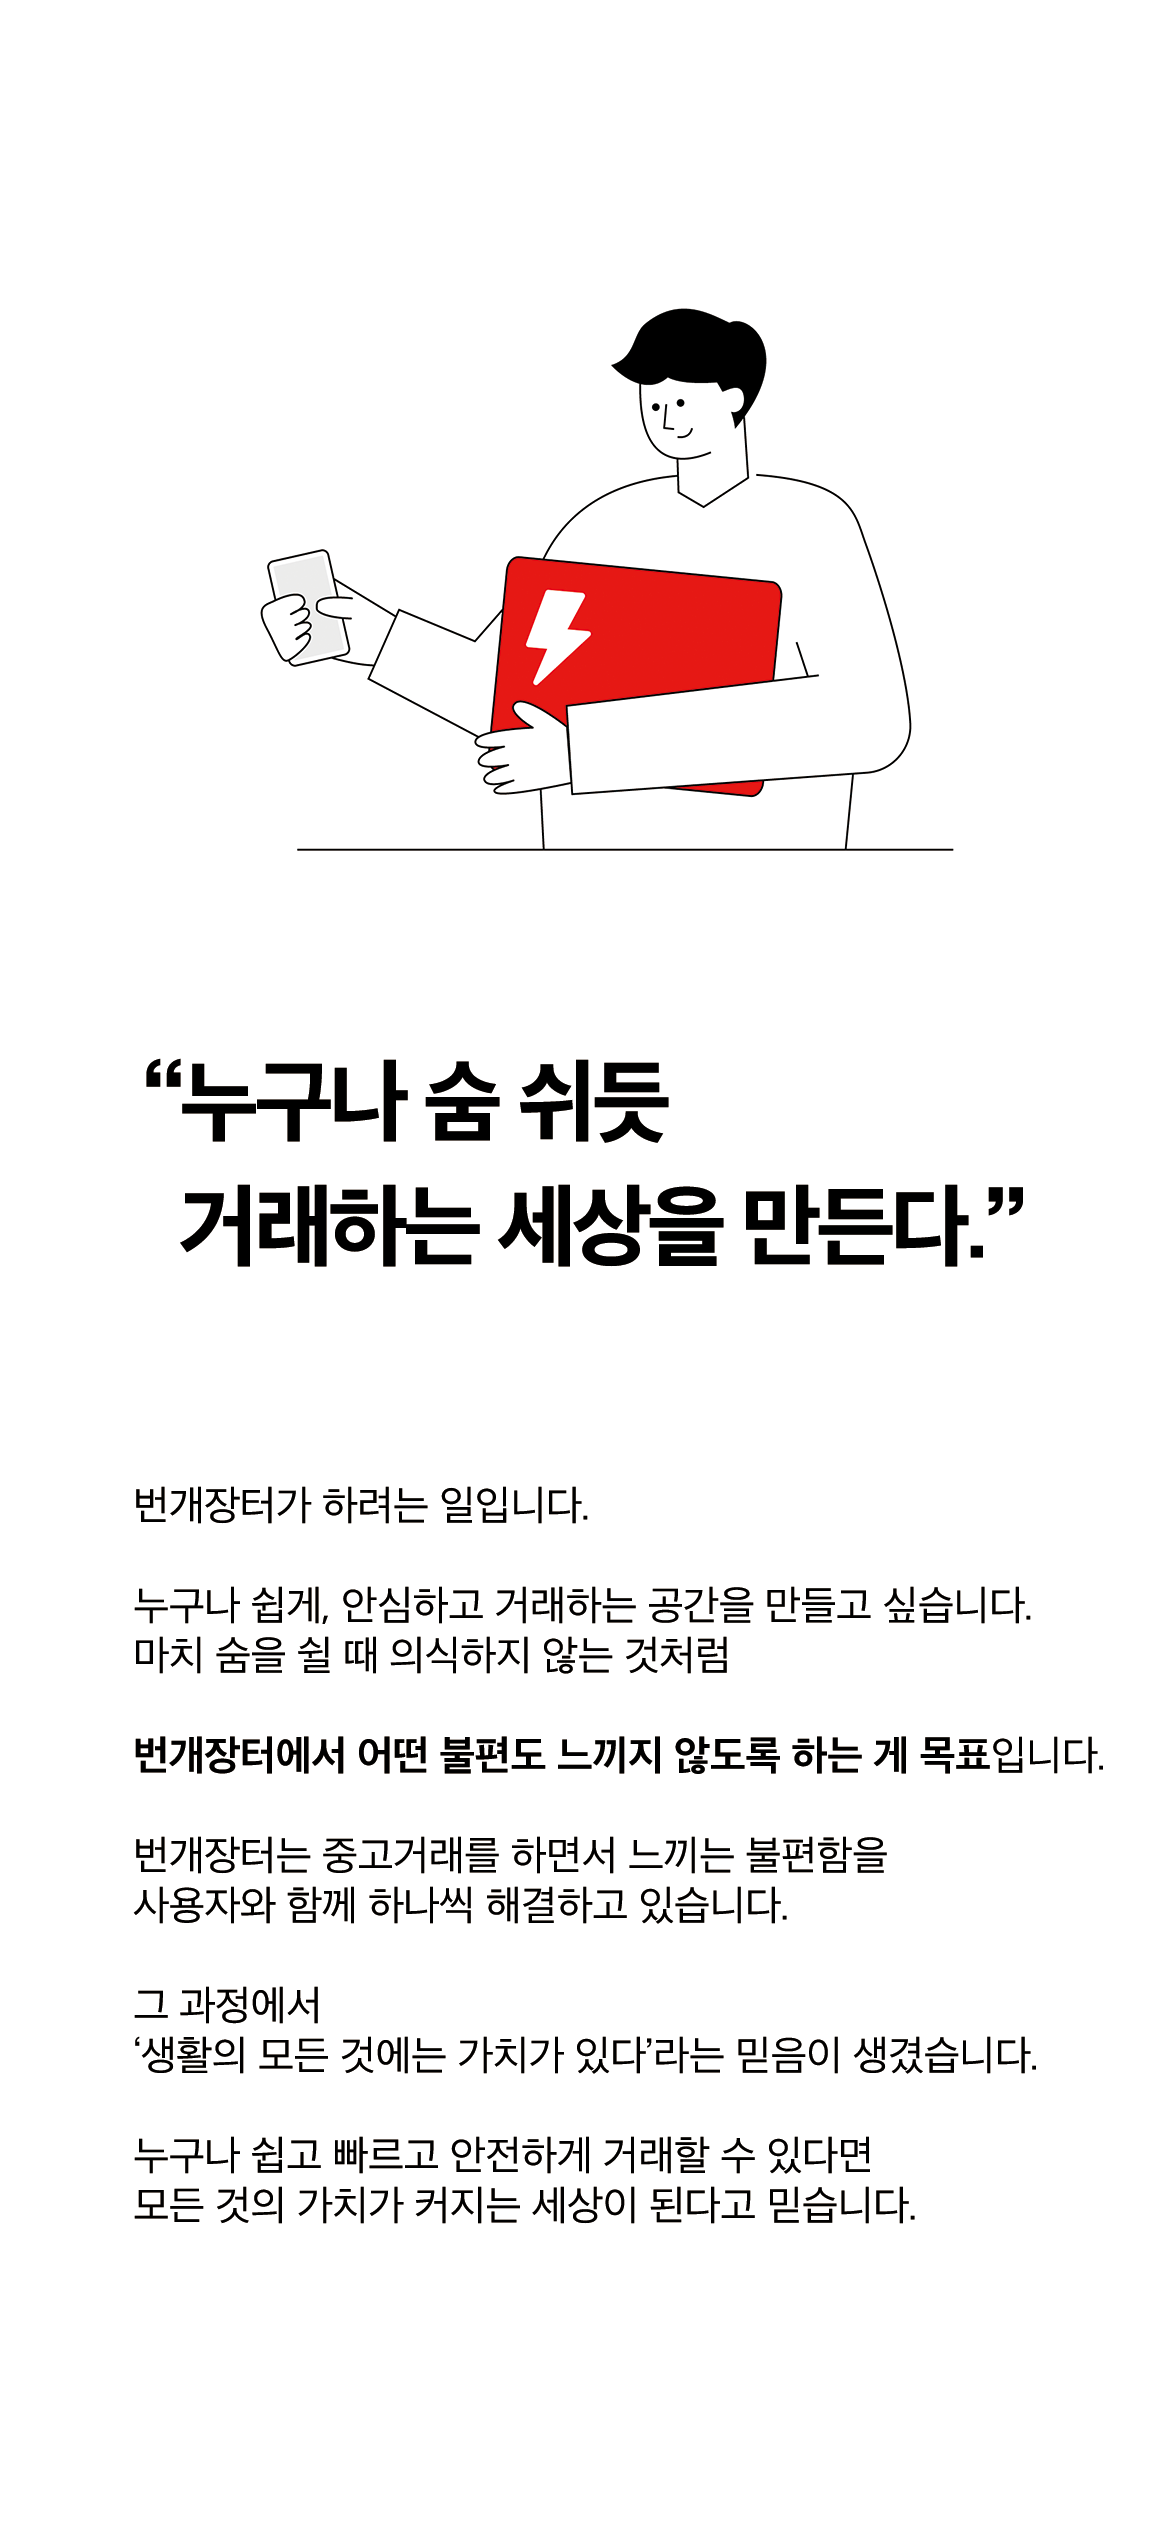 “누구나 숨 쉬듯
거래하는 세상을 만든다.”
번개장터가 하려는 일입니다.
누구나 쉽게, 안심하고 거래하는 공간을 만들고 싶습니다.
마치 숨을 쉴 때 의식하지 않는 것처럼
번개장터에서 어떤 불편도 느끼지 않도록 하는 게 목표입니다.
번개장터는 중고거래를 하면서 느끼는 불편함을
사용자와 함께 하나씩 해결하고 있습니다.
그 과정에서
‘생활의 모든 것에는 가치가 있다’라는 믿음이 생겼습니다.
누구나 쉽고 빠르고 안전하게 거래할 수 있다면
모든 것의 가치가 커지는 세상이 된다고 믿습니다.